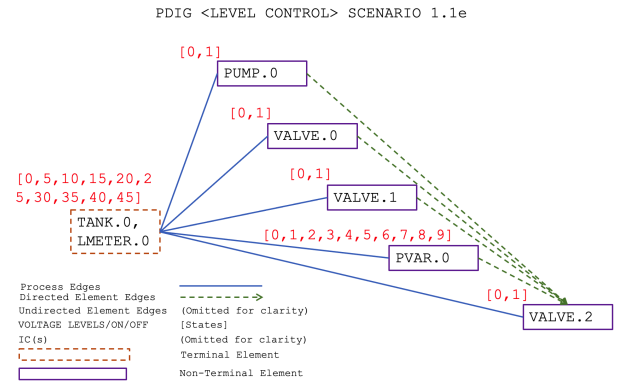 PDIG <LEVEL CONTROL> SCENARIO 1.1e
[0,1]
PUMP.0
[0,1]
VALVE.0
[0,1]
VALVE.1
[0,5,10,15,20,2
5,30,35,40,45]
TANK.0,
LMETER.0
[0,1,2,3,4,5,6,7,8,9]
PVAR.0
[0,1]
VALVE.2
Process Edges
Directed Element Edges
Undirected Element Edges (Omitted for clarity)
VOLTAGE LEVELS/ON/OFF [States]
IC(s) (Omitted for clarity)
Terminal Element
Non-Terminal Element